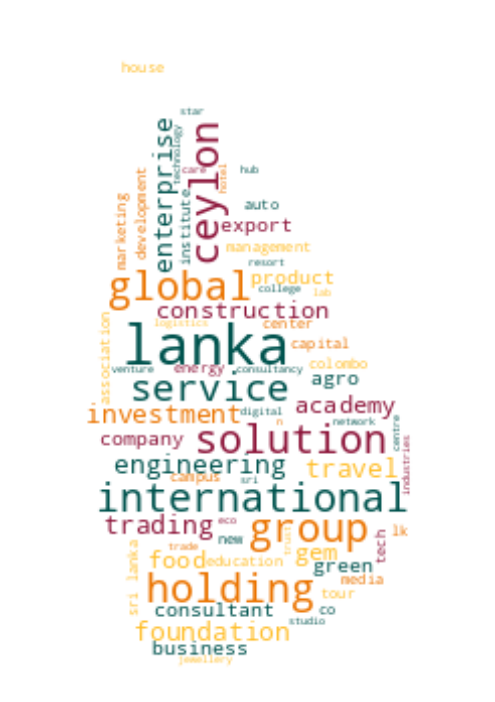 house
star
enterprise
technology
ceylon
care
hotel
hub
marketing
development
institute
auto
export
management
resort
global
product
college
lab
construction
association
logistics
center
lanka
capital
venture
energy
consultancy
colombo
service
agro
investment
digital
n
academy
network
company
solution
centre
industries
engineering
campus
sri
travel
international
trading
eco
group
lk
new
tech
trade
trust
food
education
gem
green
sri lanka
holding
media
tour
consultant
co
studio
foundation
business
jewellery